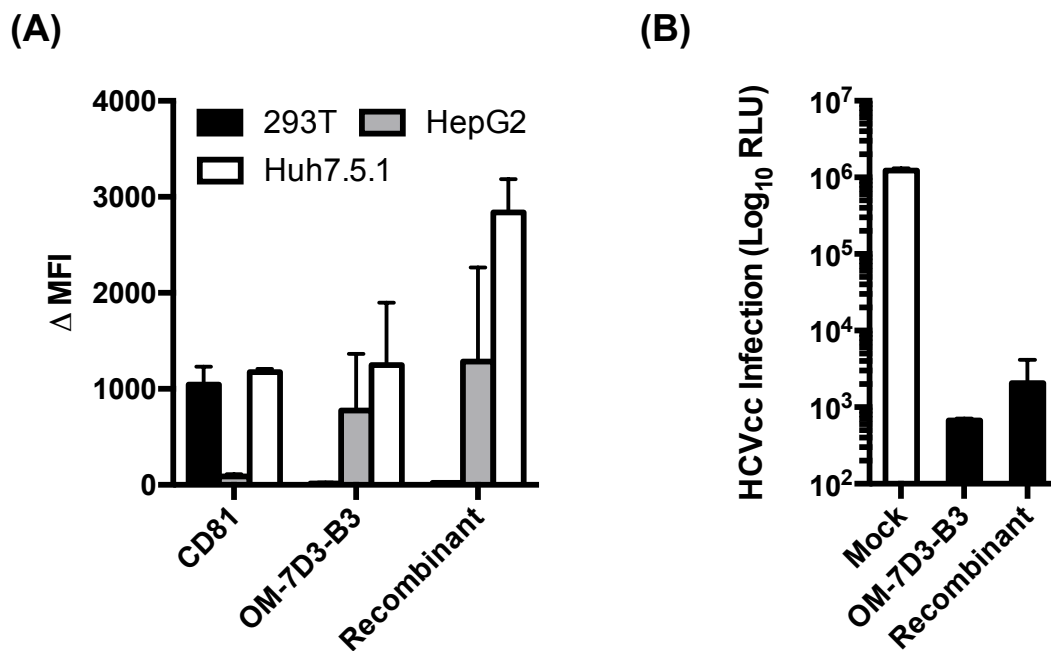 (A)
4000
3000
2000
1000
0
Δ MFI
293T
HepG2
Huh7.5.1
CD81
OM-7D3-B3
Recombinant
(B)
10⁷
10⁶
10⁵
10⁴
10³
10²
HCVcc Infection (Log₁₀ RLU)
Mock
OM-7D3-B3
Recombinant